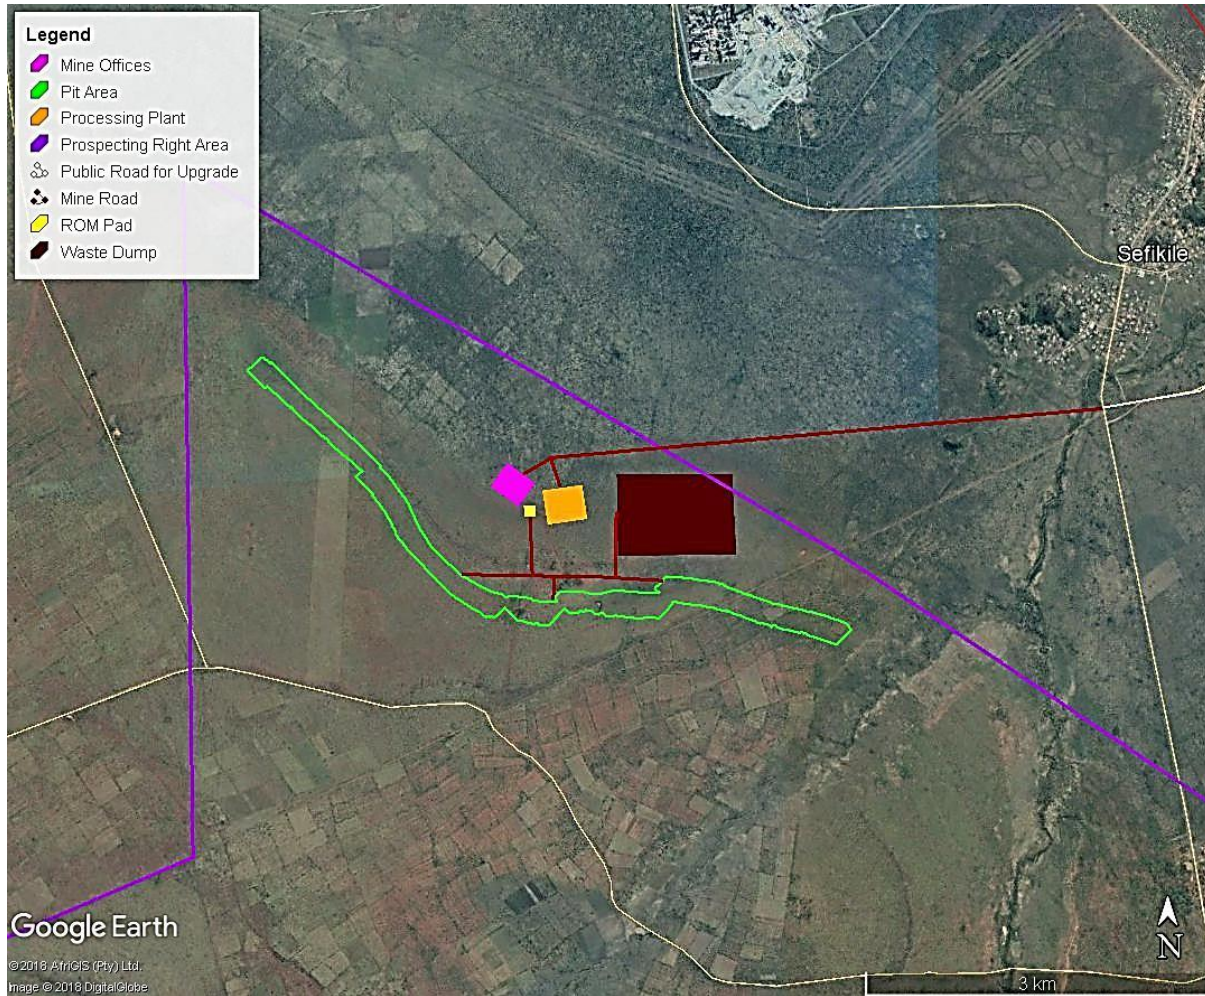 Legend
Mine Offices
Pit Area
Processing Plant
Prospecting Right Area
Public Road for Upgrade
Mine Road
ROM Pad
Waste Dump
Sefikile
Google Earth
N
©2018 AfriGIS (Pty) Ltd.
Image © 2018 DigitalGlobe
3 km